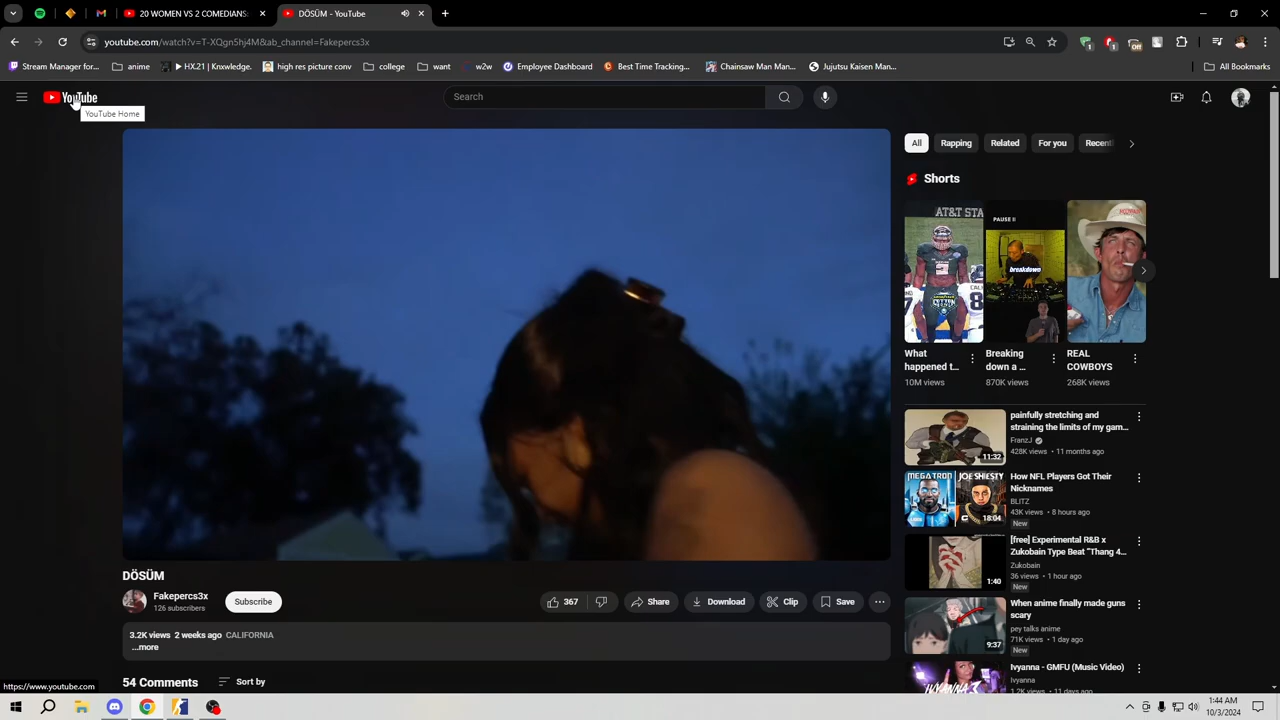 20 WOMEN VS 2 COMEDIANS
DÖSÜM - YouTube
youtube.com/watch?v=T-XQgn5hj4M&ab_channel=Fakepercs3x
Stream Manager for...
anime
HX.21 | Knowledge.
high res picture conv
college
want
w2w
Employee Dashboard
Best Time Recording...
Chainsaw Man Man...
Jujutsu Kaisen Man...
All Bookmarks
YouTube
Search
YouTube Home
All
Rapping
Related
For you
Recent
Shorts
AT&T STA
PAUSE II
breakdown
What
happened t...
10M views
Breaking
down a ...
870K views
REAL
COWBOYS
268K views
painfully stretching and
straining the limits of my gam...
FranzJ
428K views • 11 months ago
11:32
How NFL Players Got Their
Nicknames
BLITZ
43K views • 8 hours ago
New
MEGATRON
JOE SHIESTY
18:04
[free] Experimental R&B x
Zukobain Type Beat "Thang 4...
Zukobain
36 views • 1 hour ago
New
1:40
When anime finally made guns
scary
pey talks anime
71K views • 1 day ago
New
9:37
Ivyanna - GMFU (Music Video)
Ivyanna
1.2K views • 11 days ago
IVYANNA
DÖSÜM
Fakepercs3x
126 subscribers
Subscribe
367
Share
Download
Clip
Save
3.2K views 2 weeks ago CALIFORNIA
...more
54 Comments
Sort by
https://www.youtube.com
1:44 AM
10/3/2024